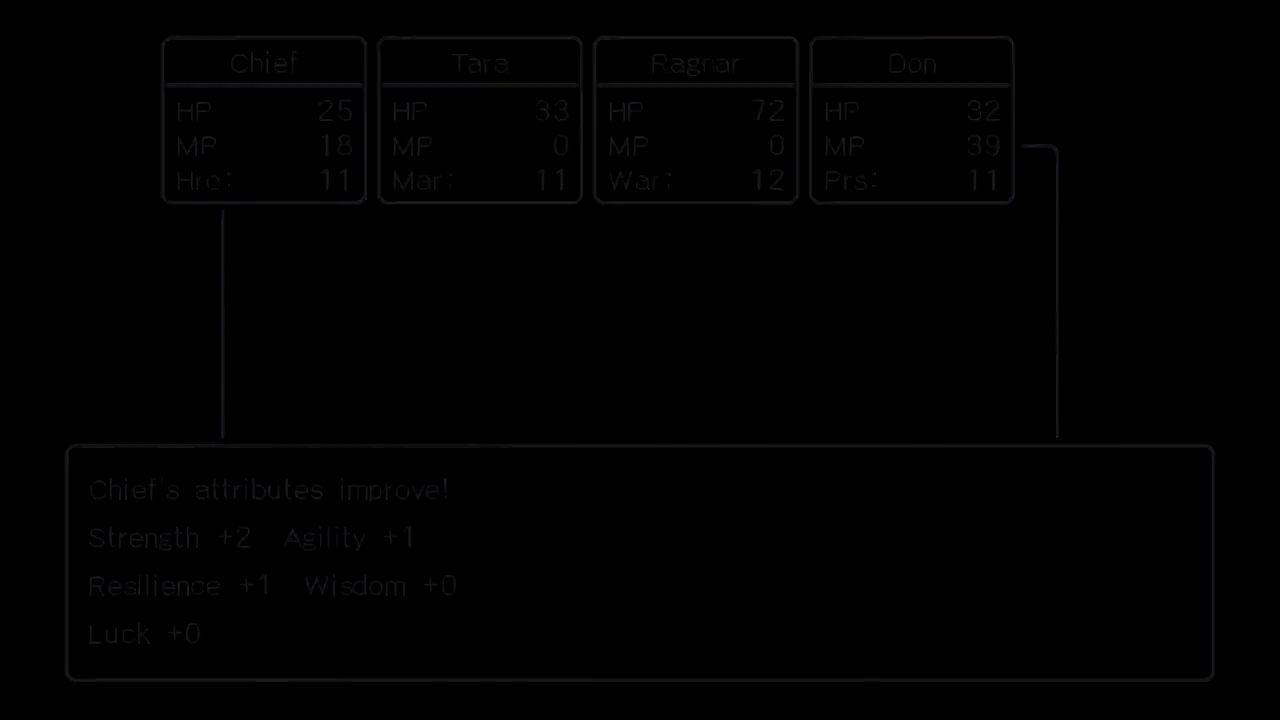 Chief Tara Ragnar Don
HP 25 HP 33 HP 72 HP 32
MP 18 MP 0 MP 0 MP 39
Hro: 11 Mar: 11 War: 12 Prs: 11
Chief's attributes improve!
Strength +2 Agility +1
Resilience +1 Wisdom +0
Luck +0